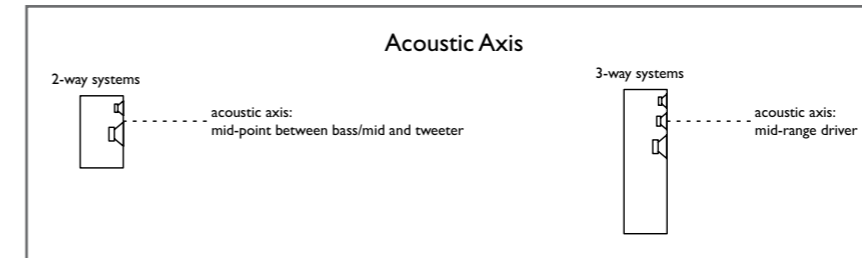 Acoustic Axis
2-way systems
acoustic axis:
mid-point between bass/mid and tweeter
3-way systems
acoustic axis:
mid-range driver